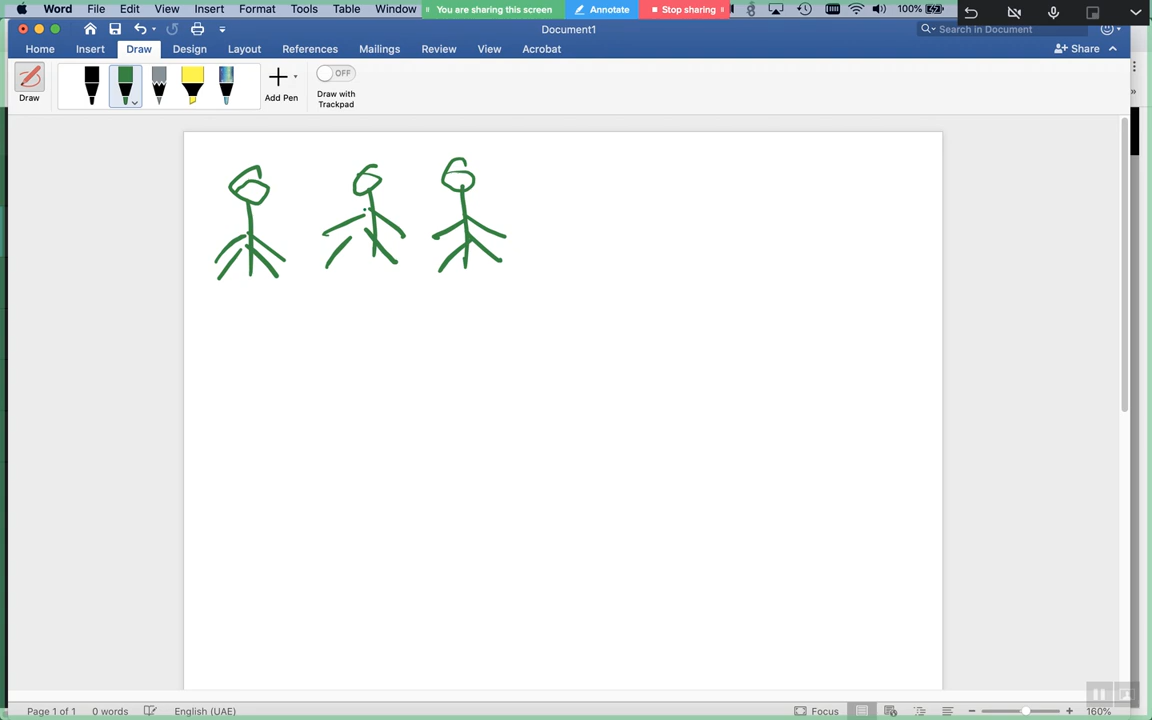 Word File Edit View Insert Format Tools Table Window You are sharing this screen Annotate Stop sharing 100%
Document1 Search in Document
Home Insert Draw Design Layout References Mailings Review View Acrobat Share
OFF
Draw Add Pen Draw with
Trackpad
Page 1 of 1 0 words English (UAE) Focus 160%